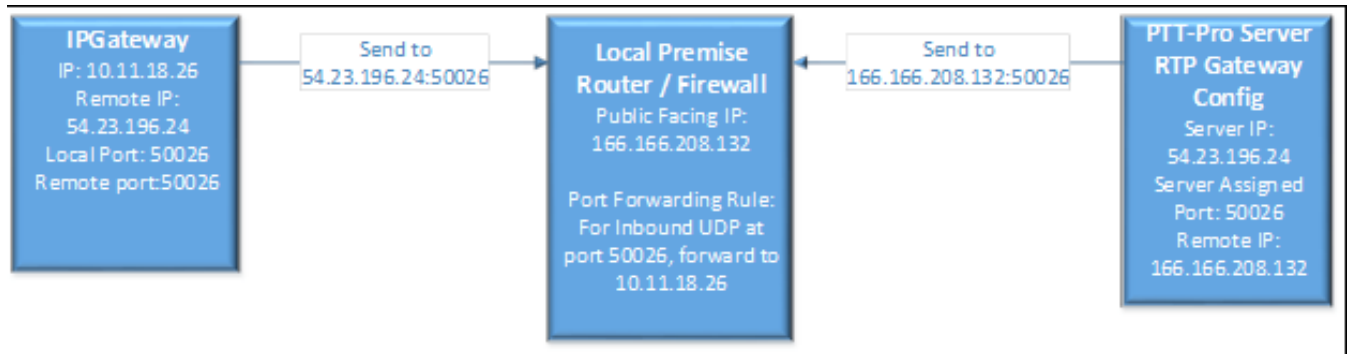 IPGateway
IP: 10.11.18.26
Remote IP:
54.23.196.24
Local Port: 50026
Remote port:50026
Send to
54.23.196.24:50026
Local Premise
Router / Firewall
Public Facing IP:
166.166.208.132
Port Forwarding Rule:
For Inbound UDP at
port 50026, forward to
10.11.18.26
Send to
166.166.208.132:50026
PTT-Pro Server
RTP Gateway
Config
Server IP:
54.23.196.24
Server Assigned
Port: 50026
Remote IP:
166.166.208.132